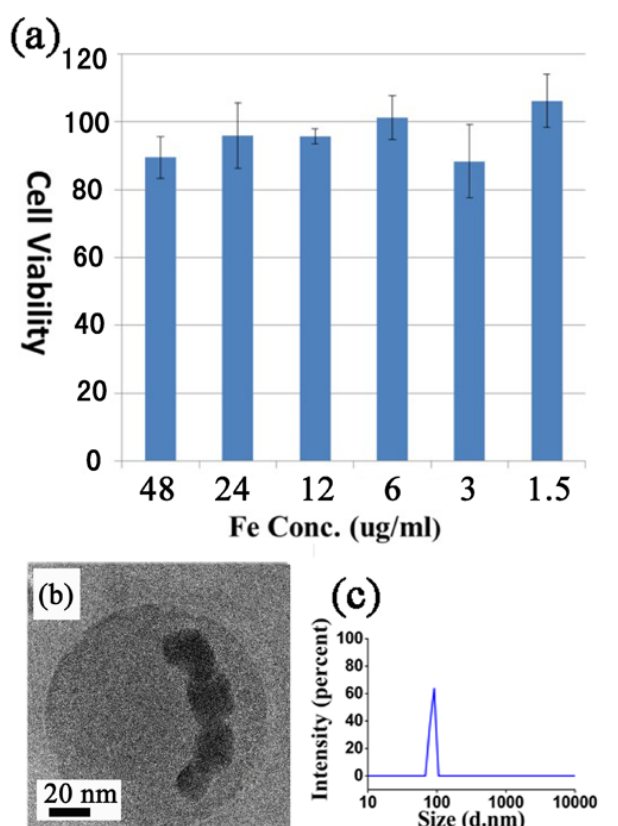 (a)
120
100
80
60
40
20
0
Cell Viability
48 24 12 6 3 1.5
Fe Conc. (ug/ml)
(b)
20 nm
(c)
100
80
60
40
20
0
Intensity (percent)
10 100 1000 10000
Size (d.nm)